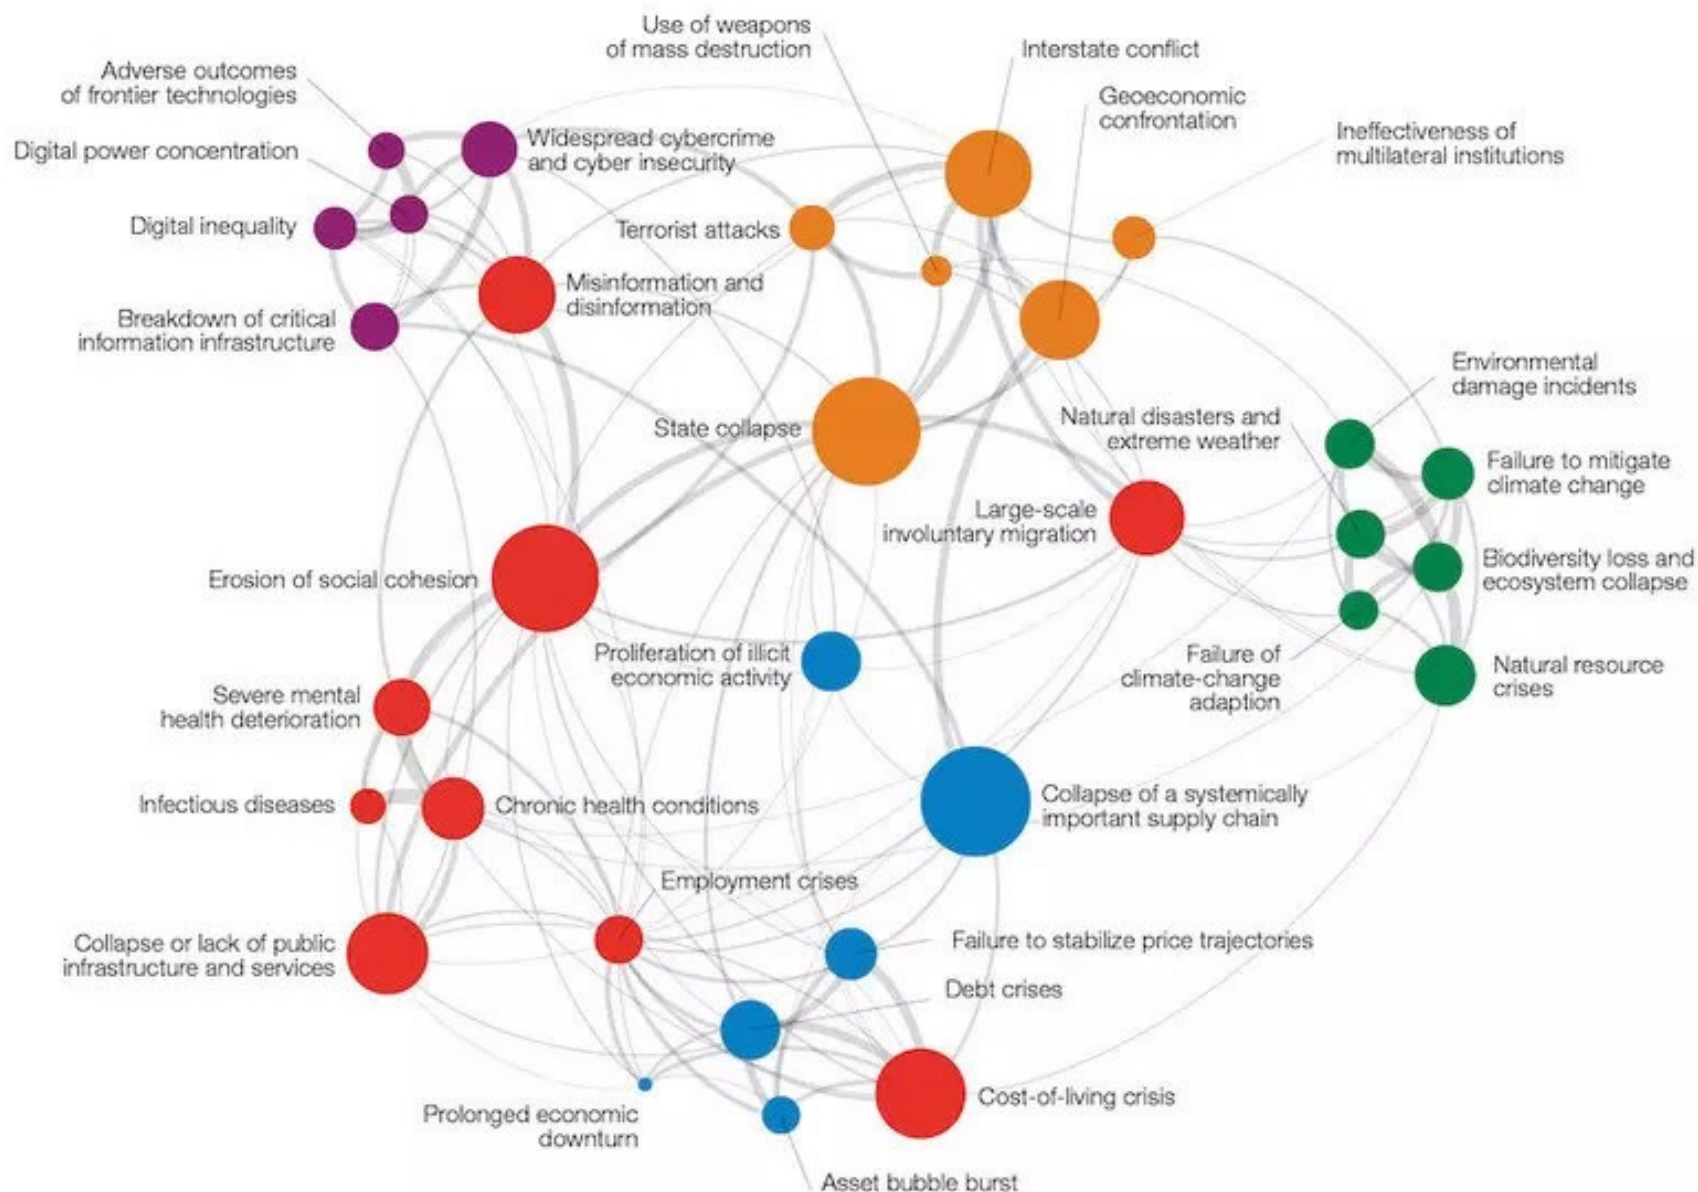 Use of weapons
of mass destruction
Interstate conflict
Adverse outcomes
of frontier technologies
Geoeconomic
confrontation
Ineffectiveness of
multilateral institutions
Digital power concentration
Widespread cybercrime
and cyber insecurity
Digital inequality
Terrorist attacks
Misinformation and
disinformation
Breakdown of critical
information infrastructure
Environmental
damage incidents
State collapse
Natural disasters and
extreme weather
Failure to mitigate
climate change
Large-scale
involuntary migration
Biodiversity loss and
ecosystem collapse
Erosion of social cohesion
Proliferation of illicit
economic activity
Failure of
climate-change
adaption
Natural resource
crises
Severe mental
health deterioration
Infectious diseases
Chronic health conditions
Collapse of a systemically
important supply chain
Employment crises
Collapse or lack of public
infrastructure and services
Failure to stabilize price trajectories
Debt crises
Prolonged economic
downturn
Cost-of-living crisis
Asset bubble burst